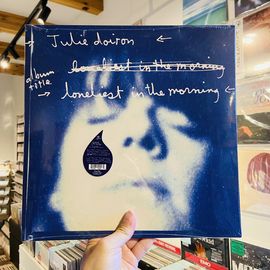 → Julie doiron ←
loneliest in the morning
album title → loneliest in the morning ←